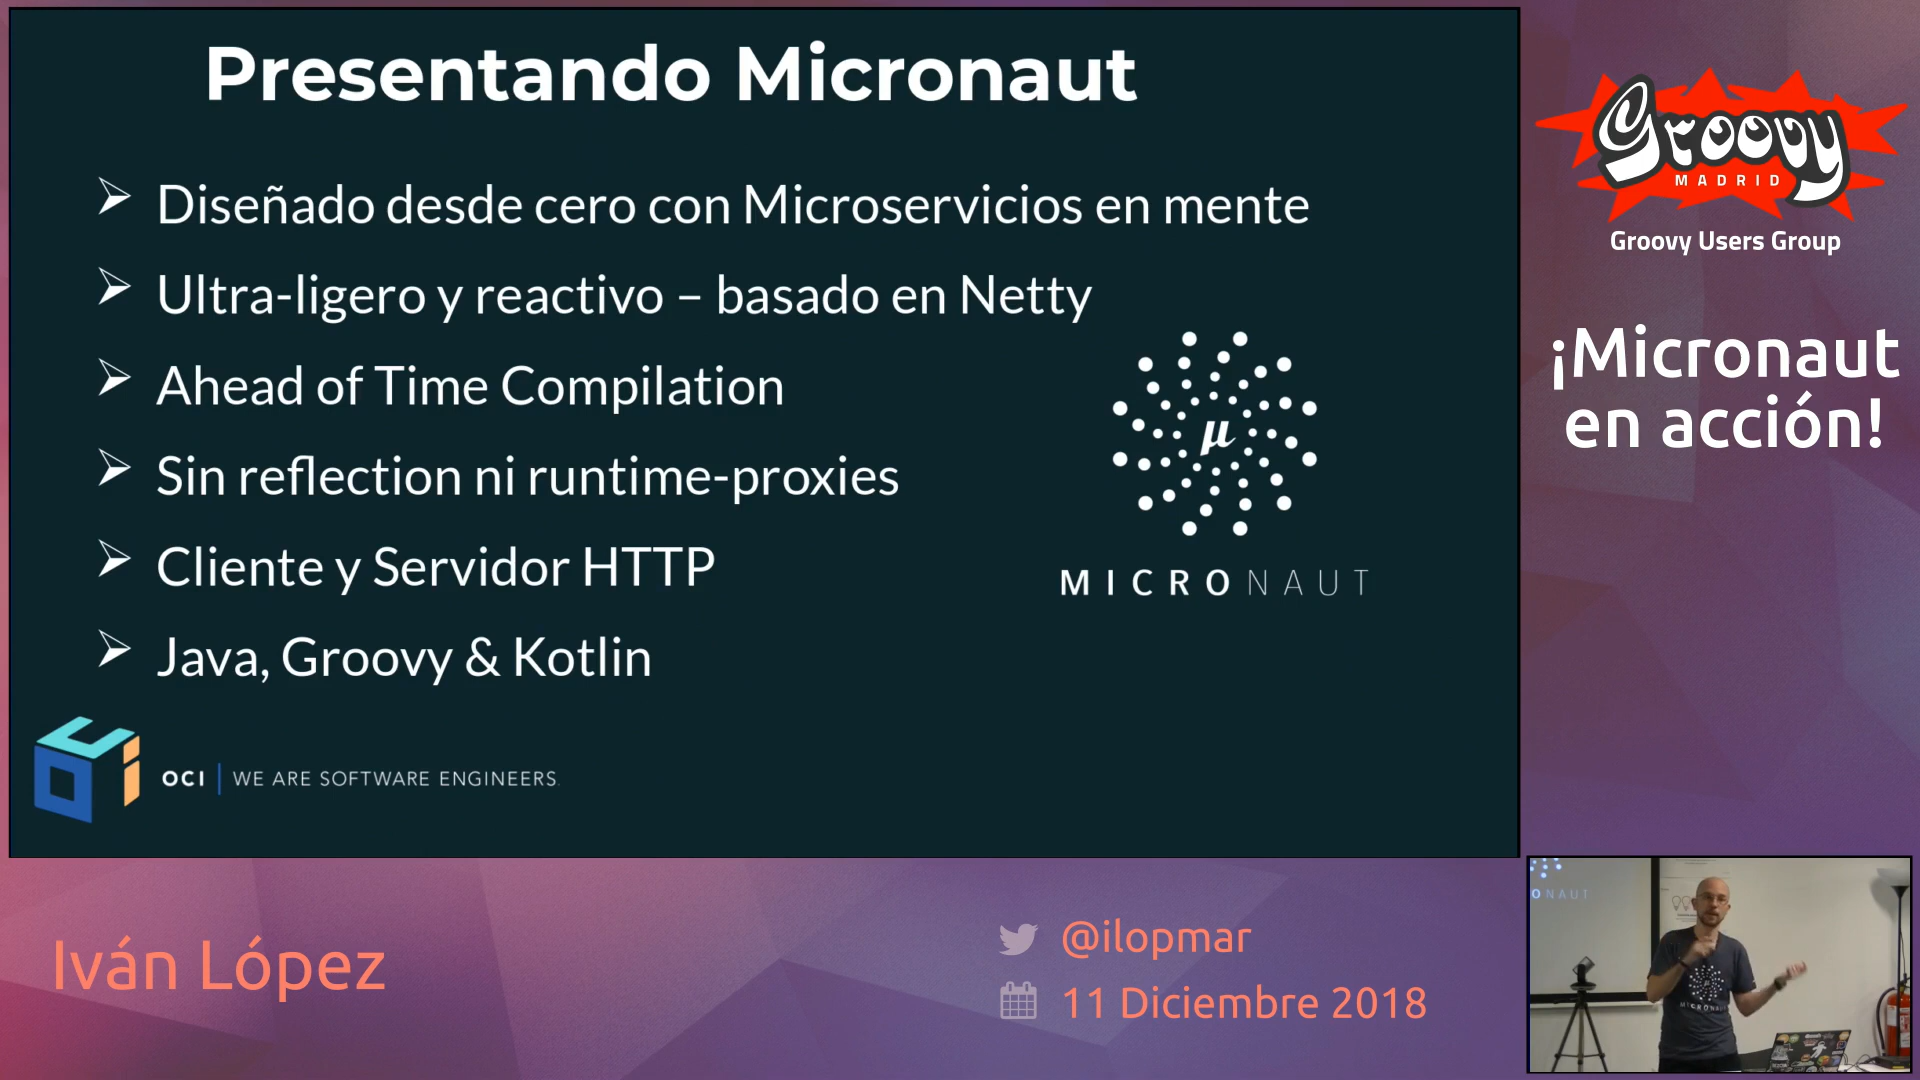 Presentando Micronaut
Diseñado desde cero con Microservicios en mente
Ultra-ligero y reactivo – basado en Netty
Ahead of Time Compilation
Sin reflection ni runtime-proxies
Cliente y Servidor HTTP
Java, Groovy & Kotlin
µ
MICRONAUT
OCI | WE ARE SOFTWARE ENGINEERS.
Groovy
MADRID
Groovy Users Group
¡Micronaut
en acción!
Iván López
@ilopmar
11 Diciembre 2018
ONAUT
MICRONAU